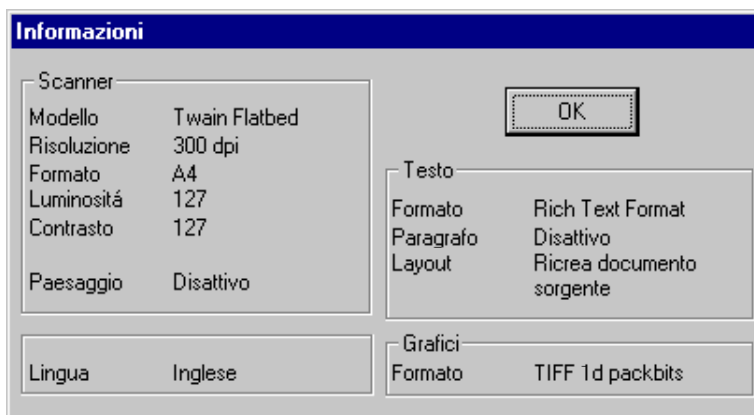 Informazioni
Scanner
Modello Twain Flatbed
Risoluzione 300 dpi
Formato A4
Luminositá 127
Contrasto 127
Paesaggio Disattivo
Lingua Inglese
OK
Testo
Formato Rich Text Format
Paragrafo Disattivo
Layout Ricrea documento
sorgente
Grafici
Formato TIFF 1d packbits